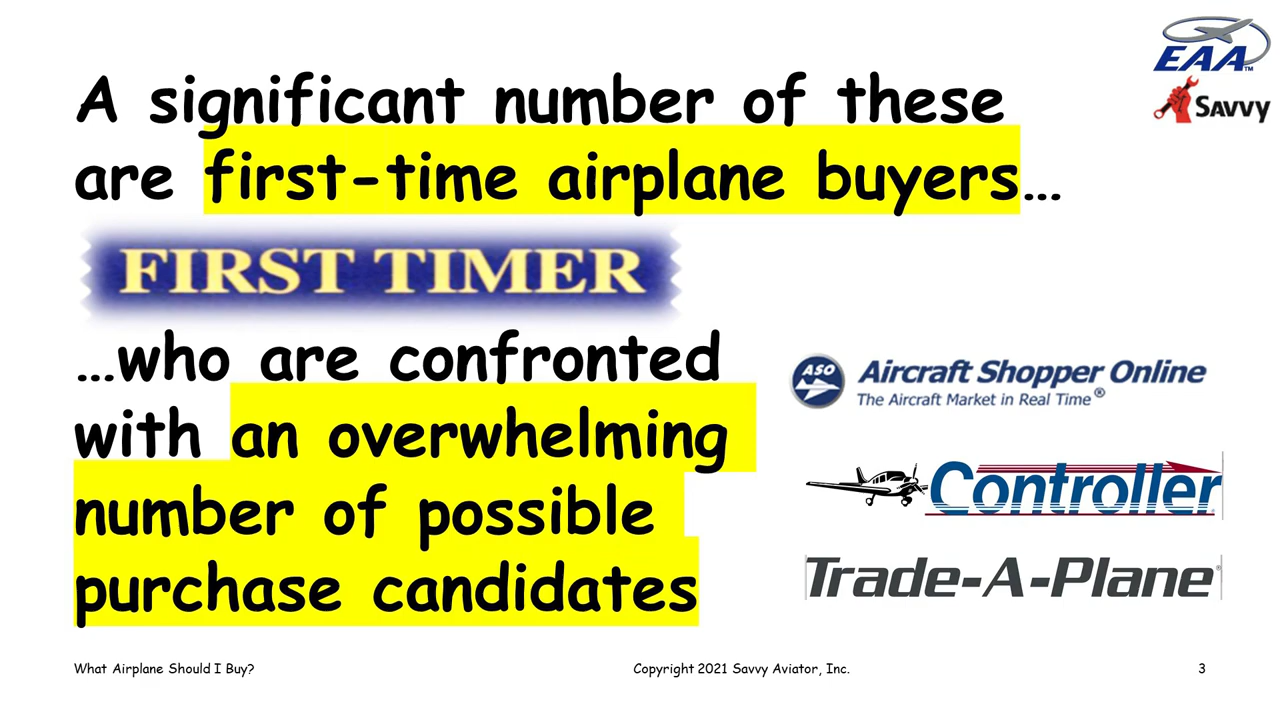 EAA™
Savvy
A significant number of these
are first-time airplane buyers…
FIRST TIMER
…who are confronted
with an overwhelming
number of possible
purchase candidates
ASO Aircraft Shopper Online
The Aircraft Market in Real Time®
Controller
Trade-A-Plane®
What Airplane Should I Buy? Copyright 2021 Savvy Aviator, Inc. 3